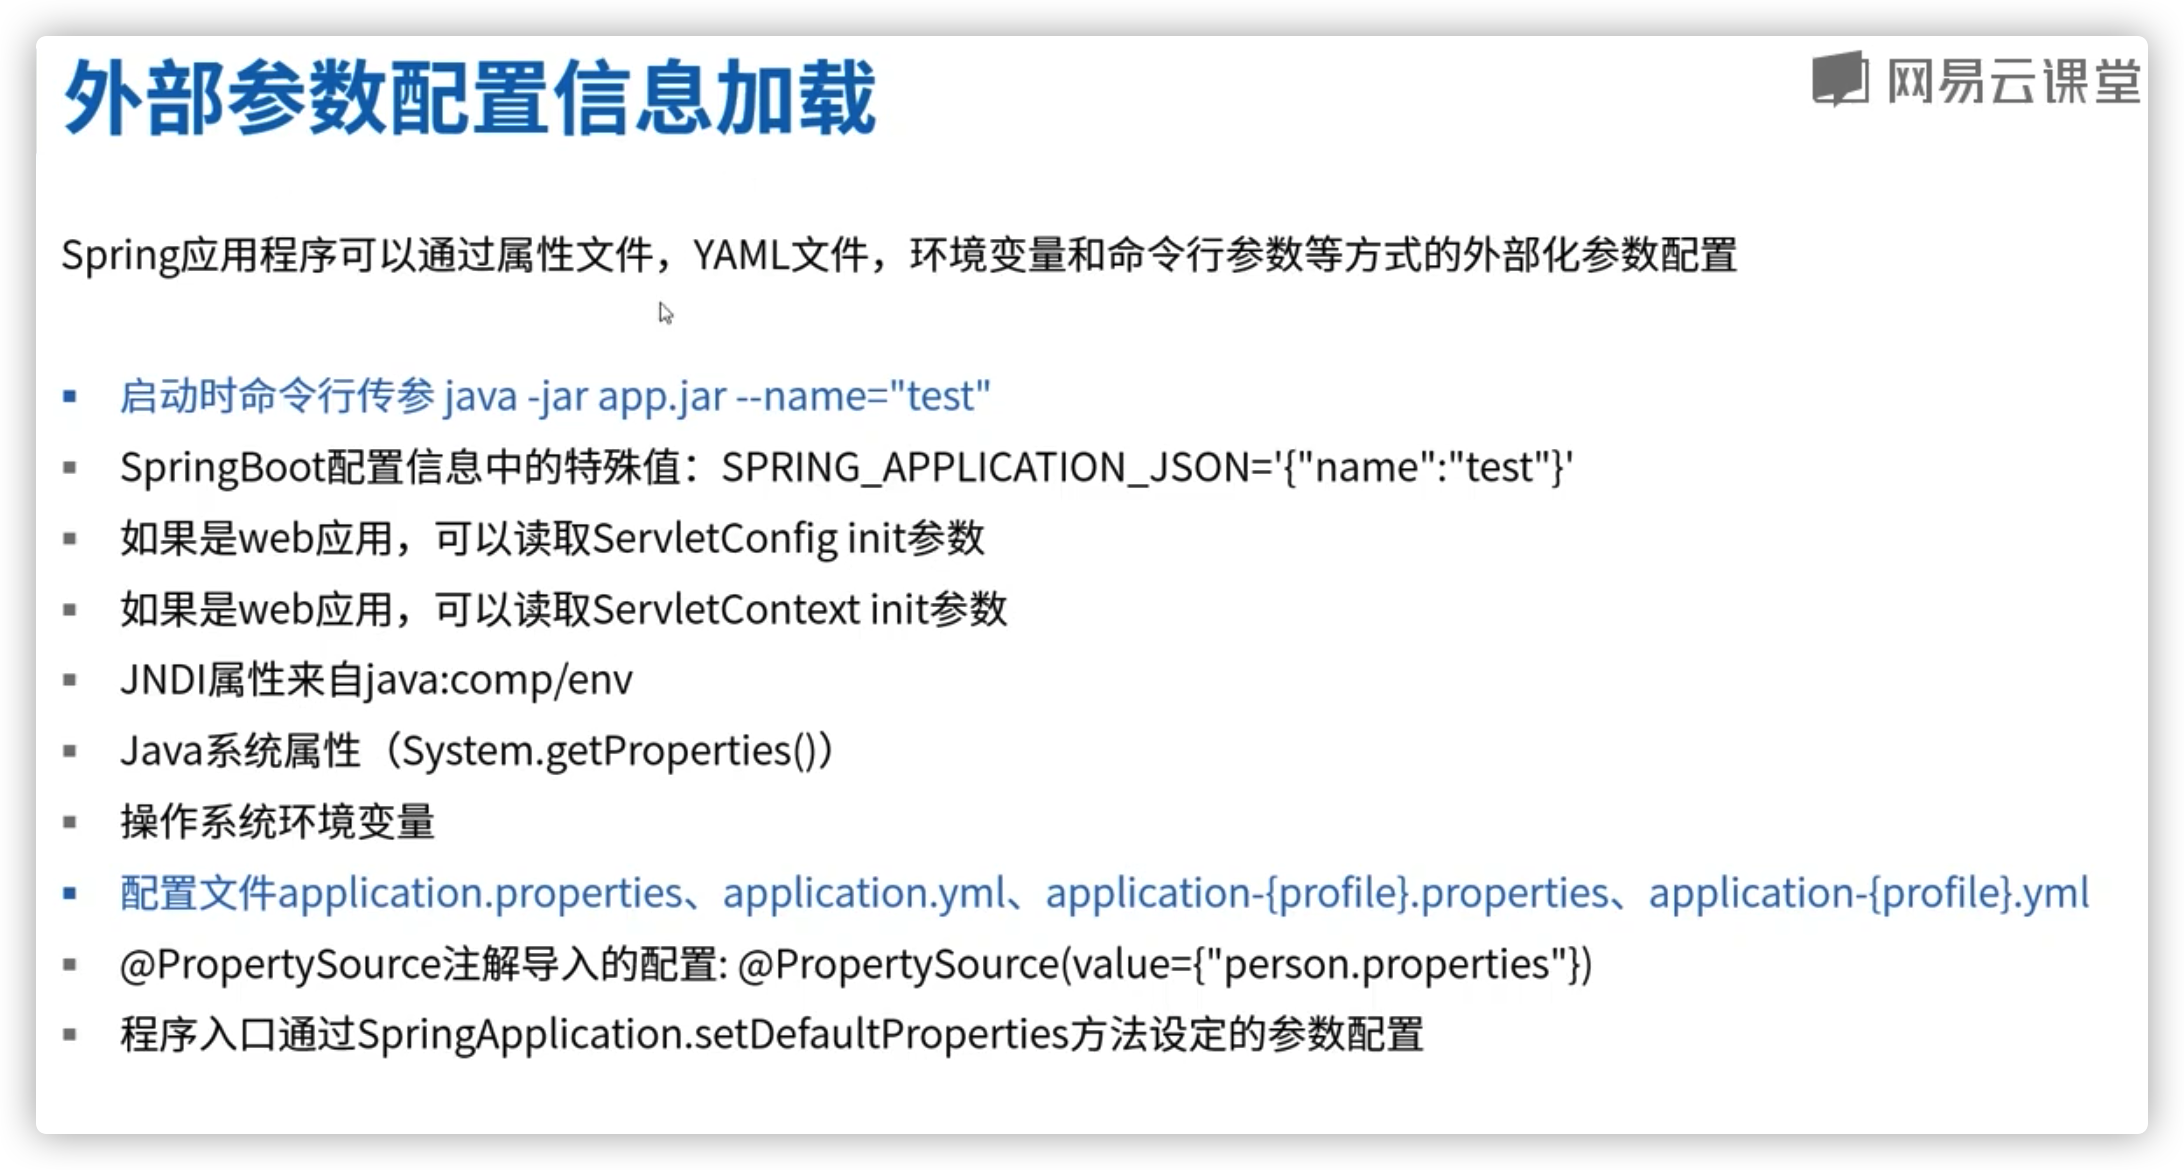 外部参数配置信息加载
网易云课堂
Spring应用程序可以通过属性文件，YAML文件，环境变量和命令行参数等方式的外部化参数配置
启动时命令行传参 java -jar app.jar --name="test"
SpringBoot配置信息中的特殊值：SPRING_APPLICATION_JSON='{"name":"test"}'
如果是web应用，可以读取ServletConfig init参数
如果是web应用，可以读取ServletContext init参数
JNDI属性来自java:comp/env
Java系统属性（System.getProperties()）
操作系统环境变量
配置文件application.properties、application.yml、application-{profile}.properties、application-{profile}.yml
@PropertySource注解导入的配置: @PropertySource(value={"person.properties"})
程序入口通过SpringApplication.setDefaultProperties方法设定的参数配置